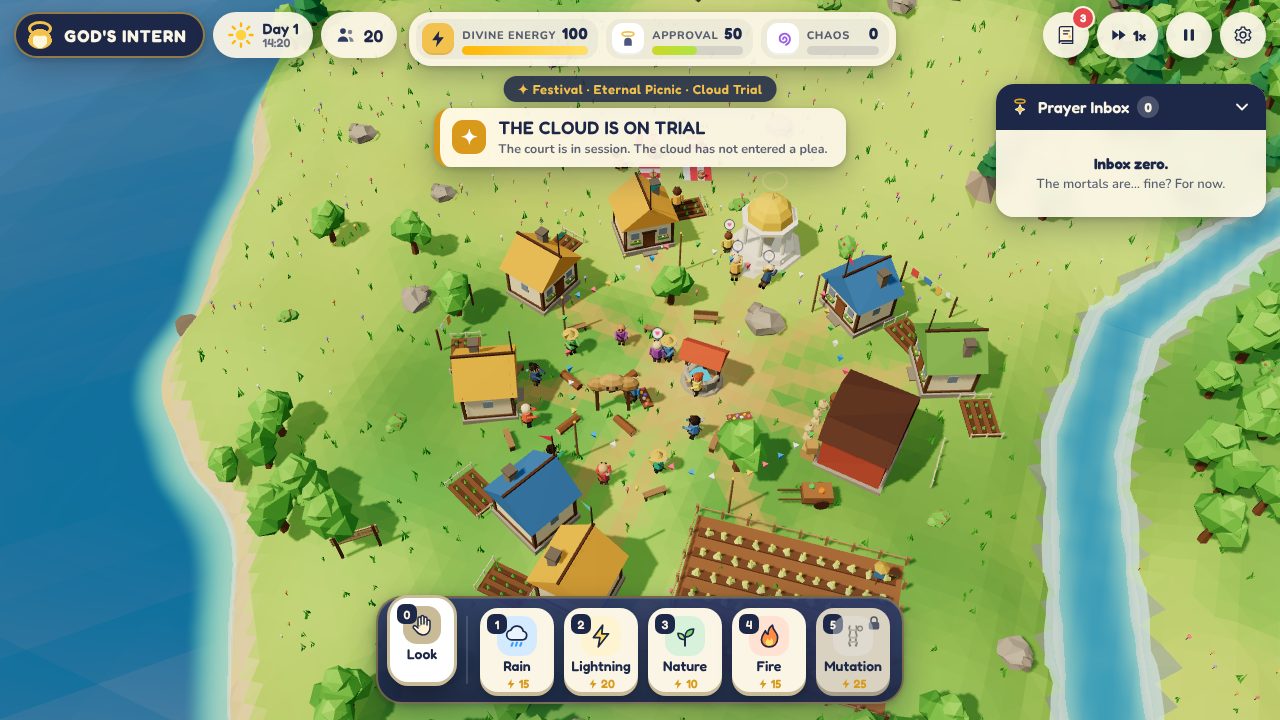 GOD'S INTERN
Day 1
14:20
20
DIVINE ENERGY 100
APPROVAL 50
CHAOS 0
3
1x
✦ Festival · Eternal Picnic · Cloud Trial
THE CLOUD IS ON TRIAL
The court is in session. The cloud has not entered a plea.
Prayer Inbox 0
Inbox zero.
The mortals are... fine? For now.
0
Look
1
Rain
15
2
Lightning
20
3
Nature
10
4
Fire
15
5
Mutation
25